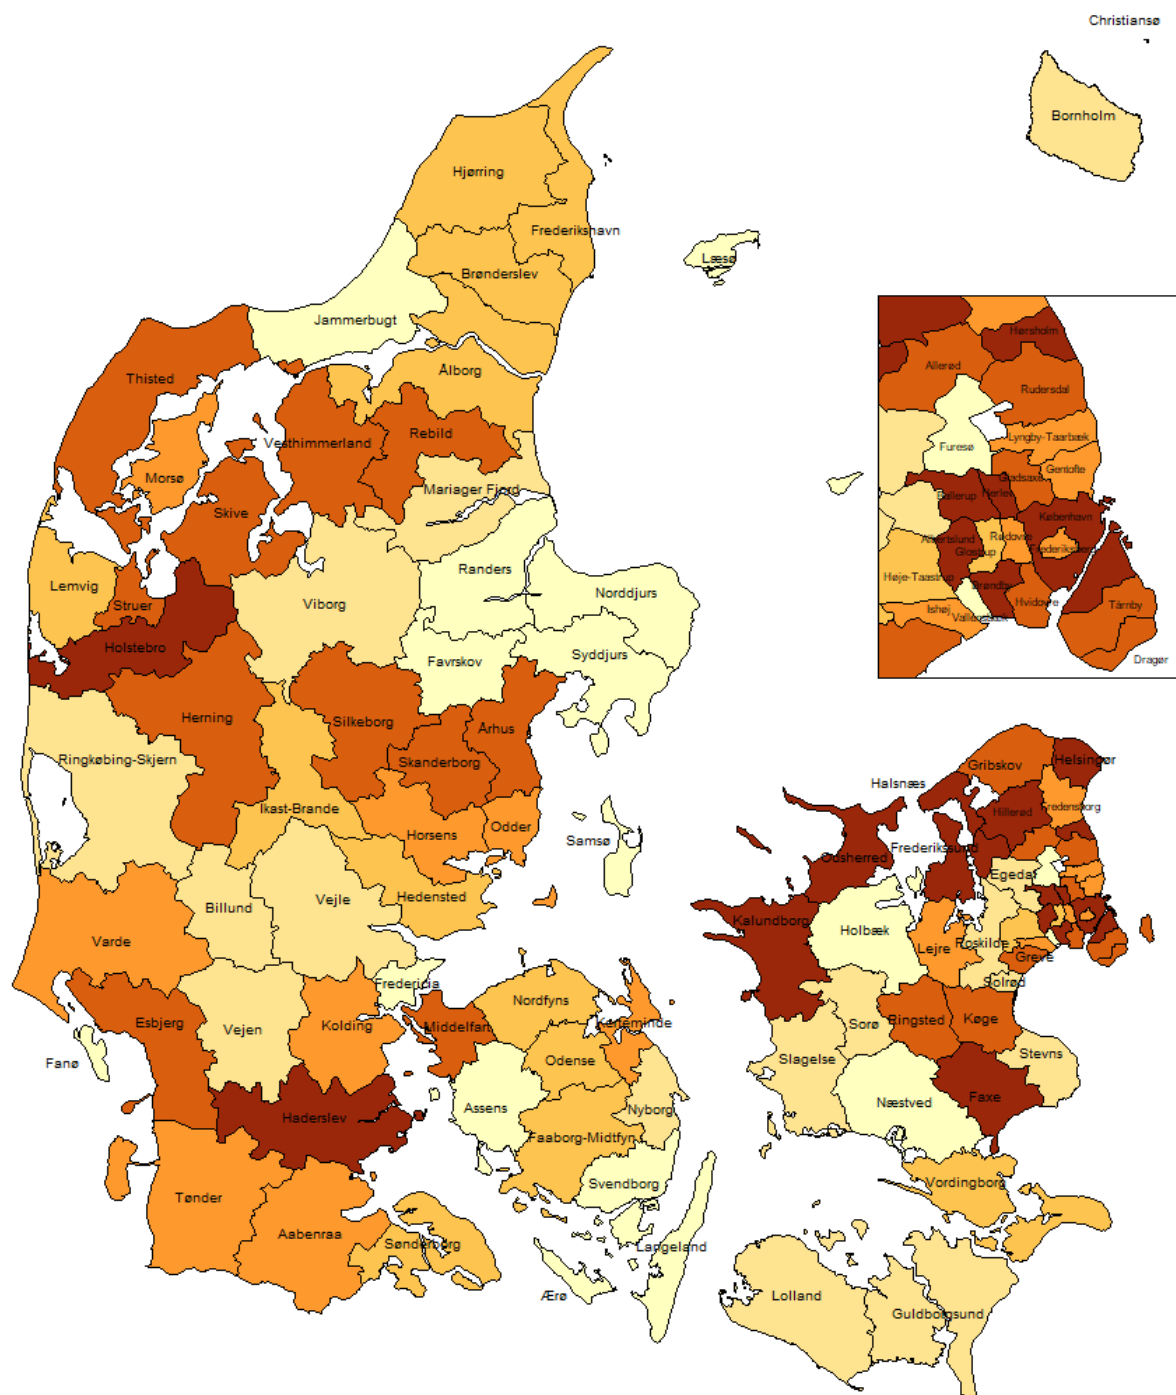 Christiansø
Bornholm
Hjørring
Frederikshavn
Læsø
Brønderslev
Jammerbugt
Hørsholm
Ålborg
Allerød
Thisted
Rudersdal
Rebild
Vesthimmerland
Lyngby-Taarbæk
Furesø
Gentofte
Morsø
Mariager Fjord
Gladsaxe
Ballerup
Herlev
Skive
København
Rødovre
Albertslund
Frederiksberg
Glostrup
Randers
Lemvig
Høje-Taastrup
Norddjurs
Brøndby
Viborg
Struer
Hvidovre
Tårnby
Ishøj
Vallensbæk
Holstebro
Syddjurs
Favrskov
Dragør
Herning
Silkeborg
Århus
Ringkøbing-Skjern
Helsingør
Skanderborg
Gribskov
Halsnæs
Ikast-Brande
Fredensborg
Hillerød
Odder
Horsens
Samsø
Frederikssund
Odsherred
Egedal
Hedensted
Vejle
Billund
Kalundborg
Holbæk
Varde
Roskilde
Lejre
Greve
Fredericia
Solrød
Nordfyns
Esbjerg
Kolding
Middelfart
Kerteminde
Vejen
Sorø
Ringsted
Køge
Stevns
Odense
Slagelse
Fanø
Faxe
Næstved
Assens
Nyborg
Haderslev
Faaborg-Midtfyn
Svendborg
Vordingborg
Tønder
Aabenraa
Sønderborg
Langeland
Ærø
Lolland
Guldborgsund